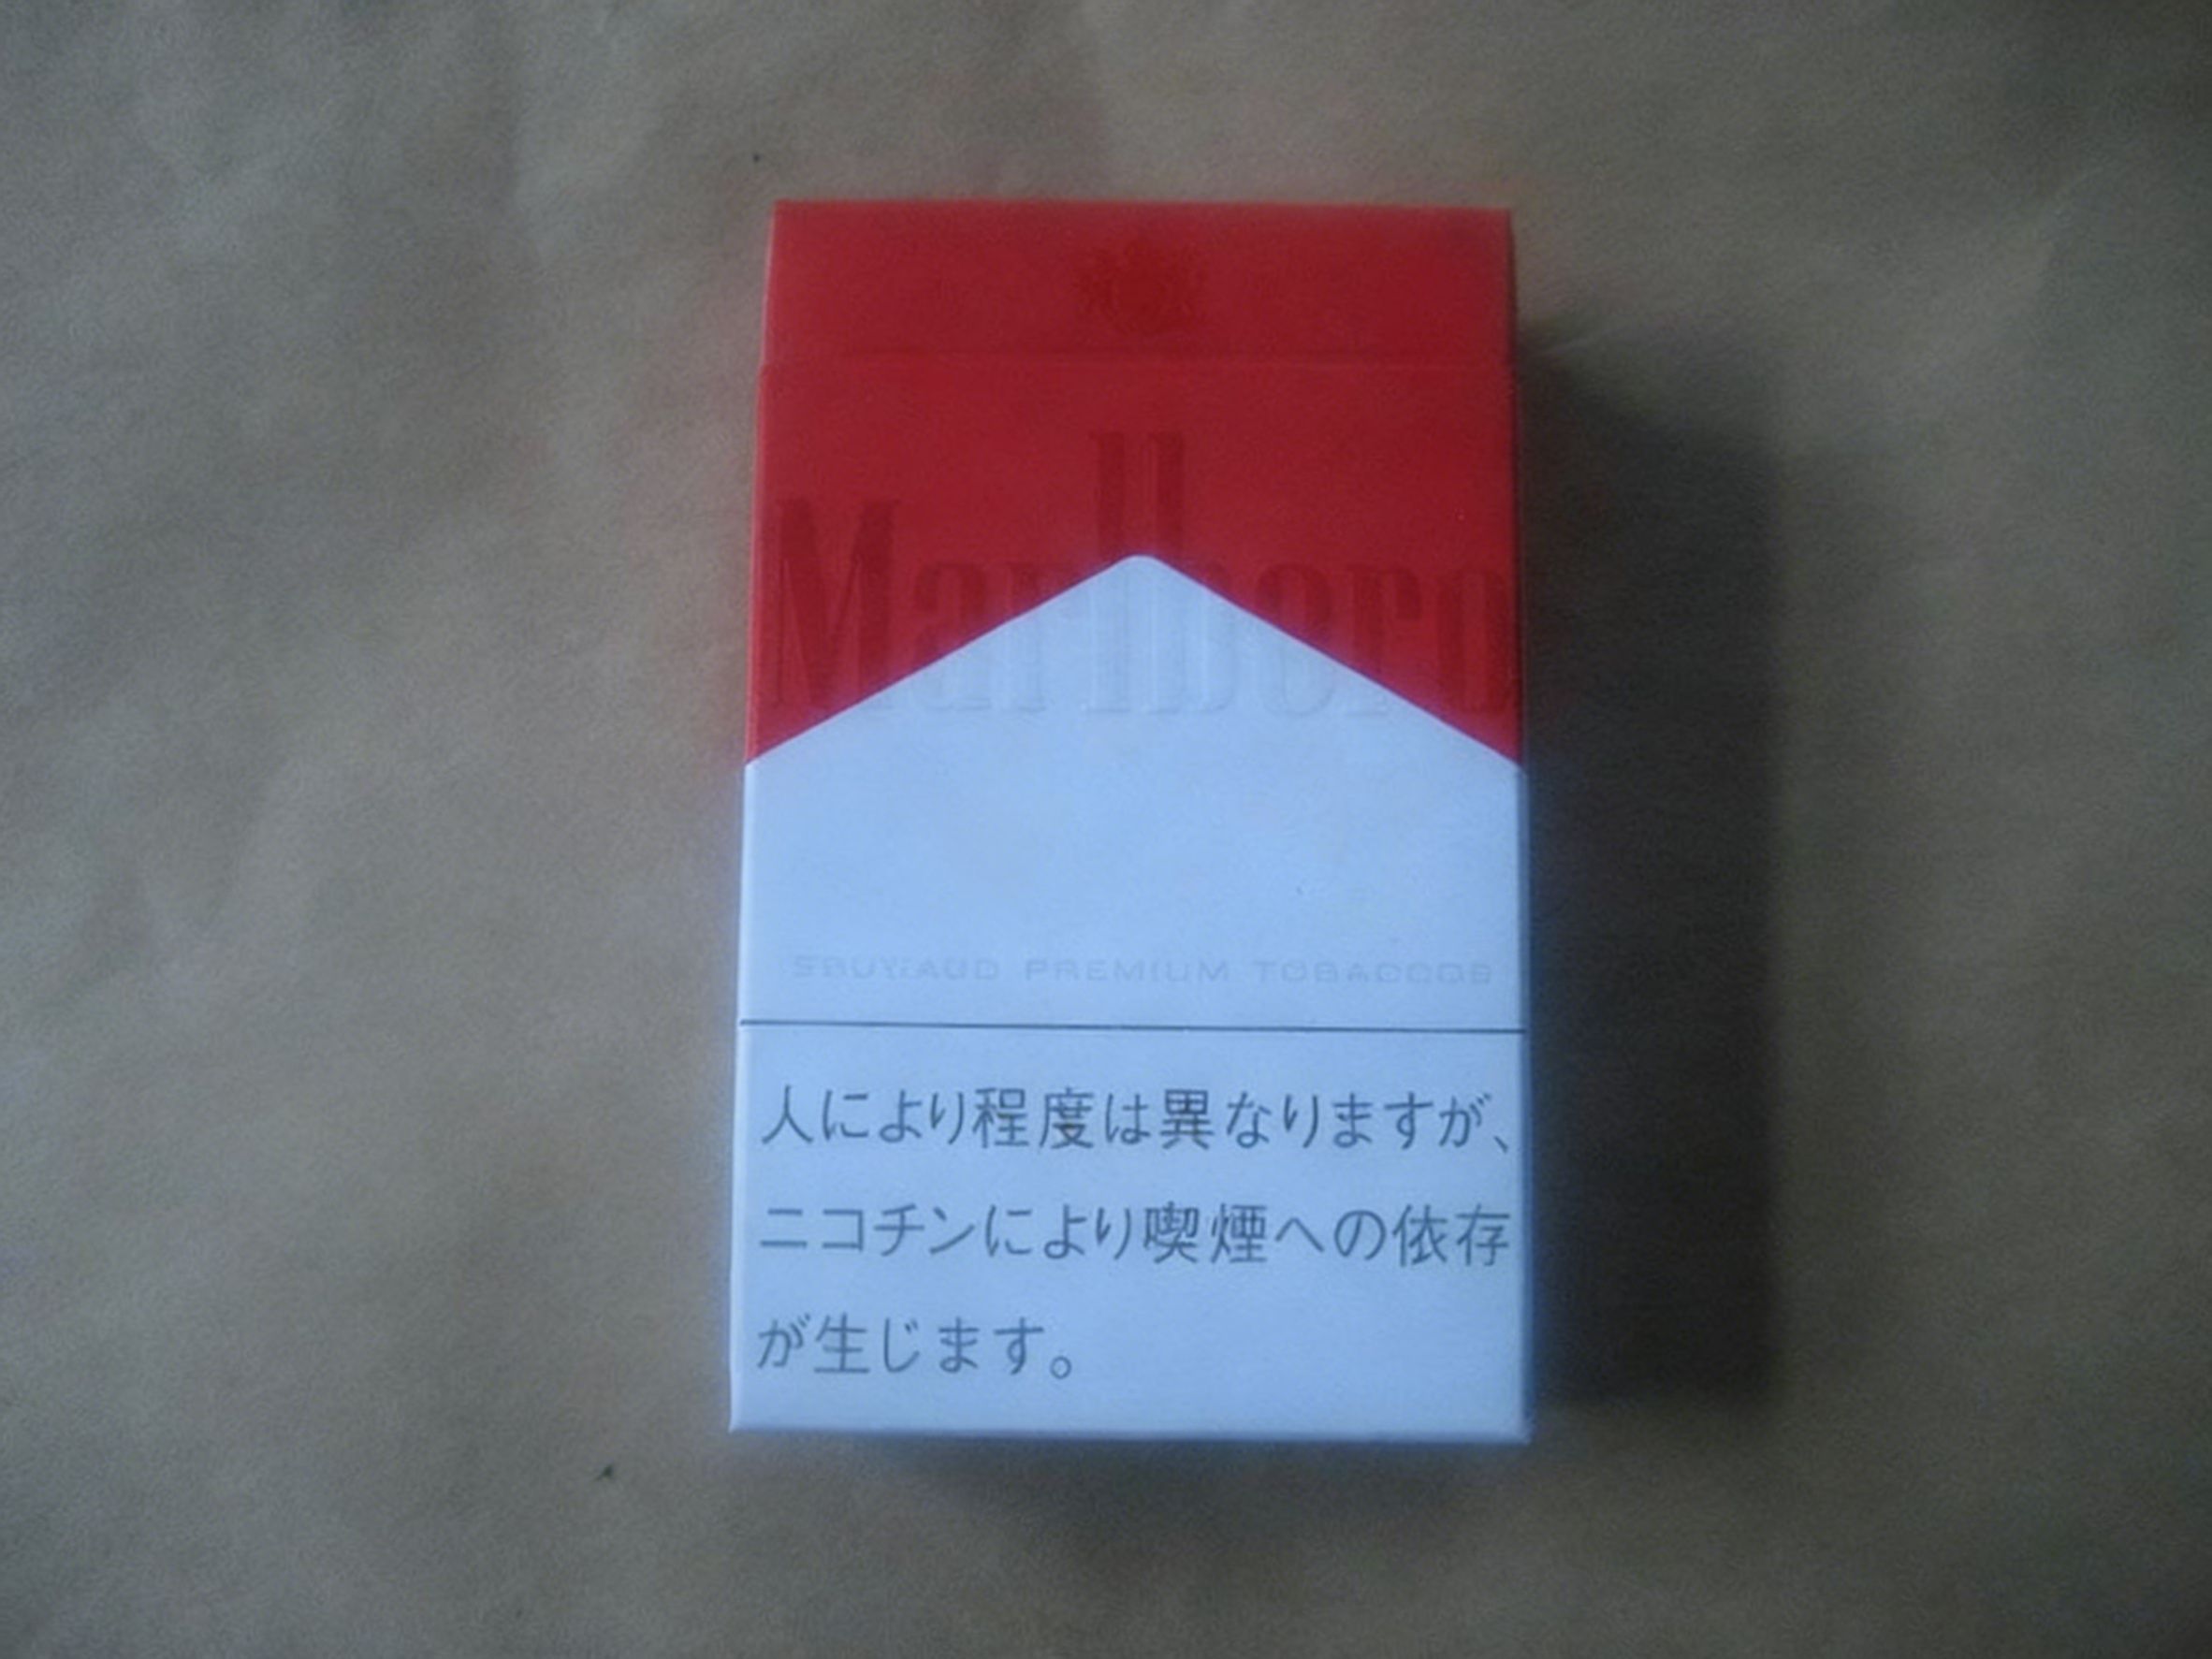 Marlboro
PREMIUM TOBACCOS
人により程度は異なりますが、
ニコチンにより喫煙への依存
が生じます。